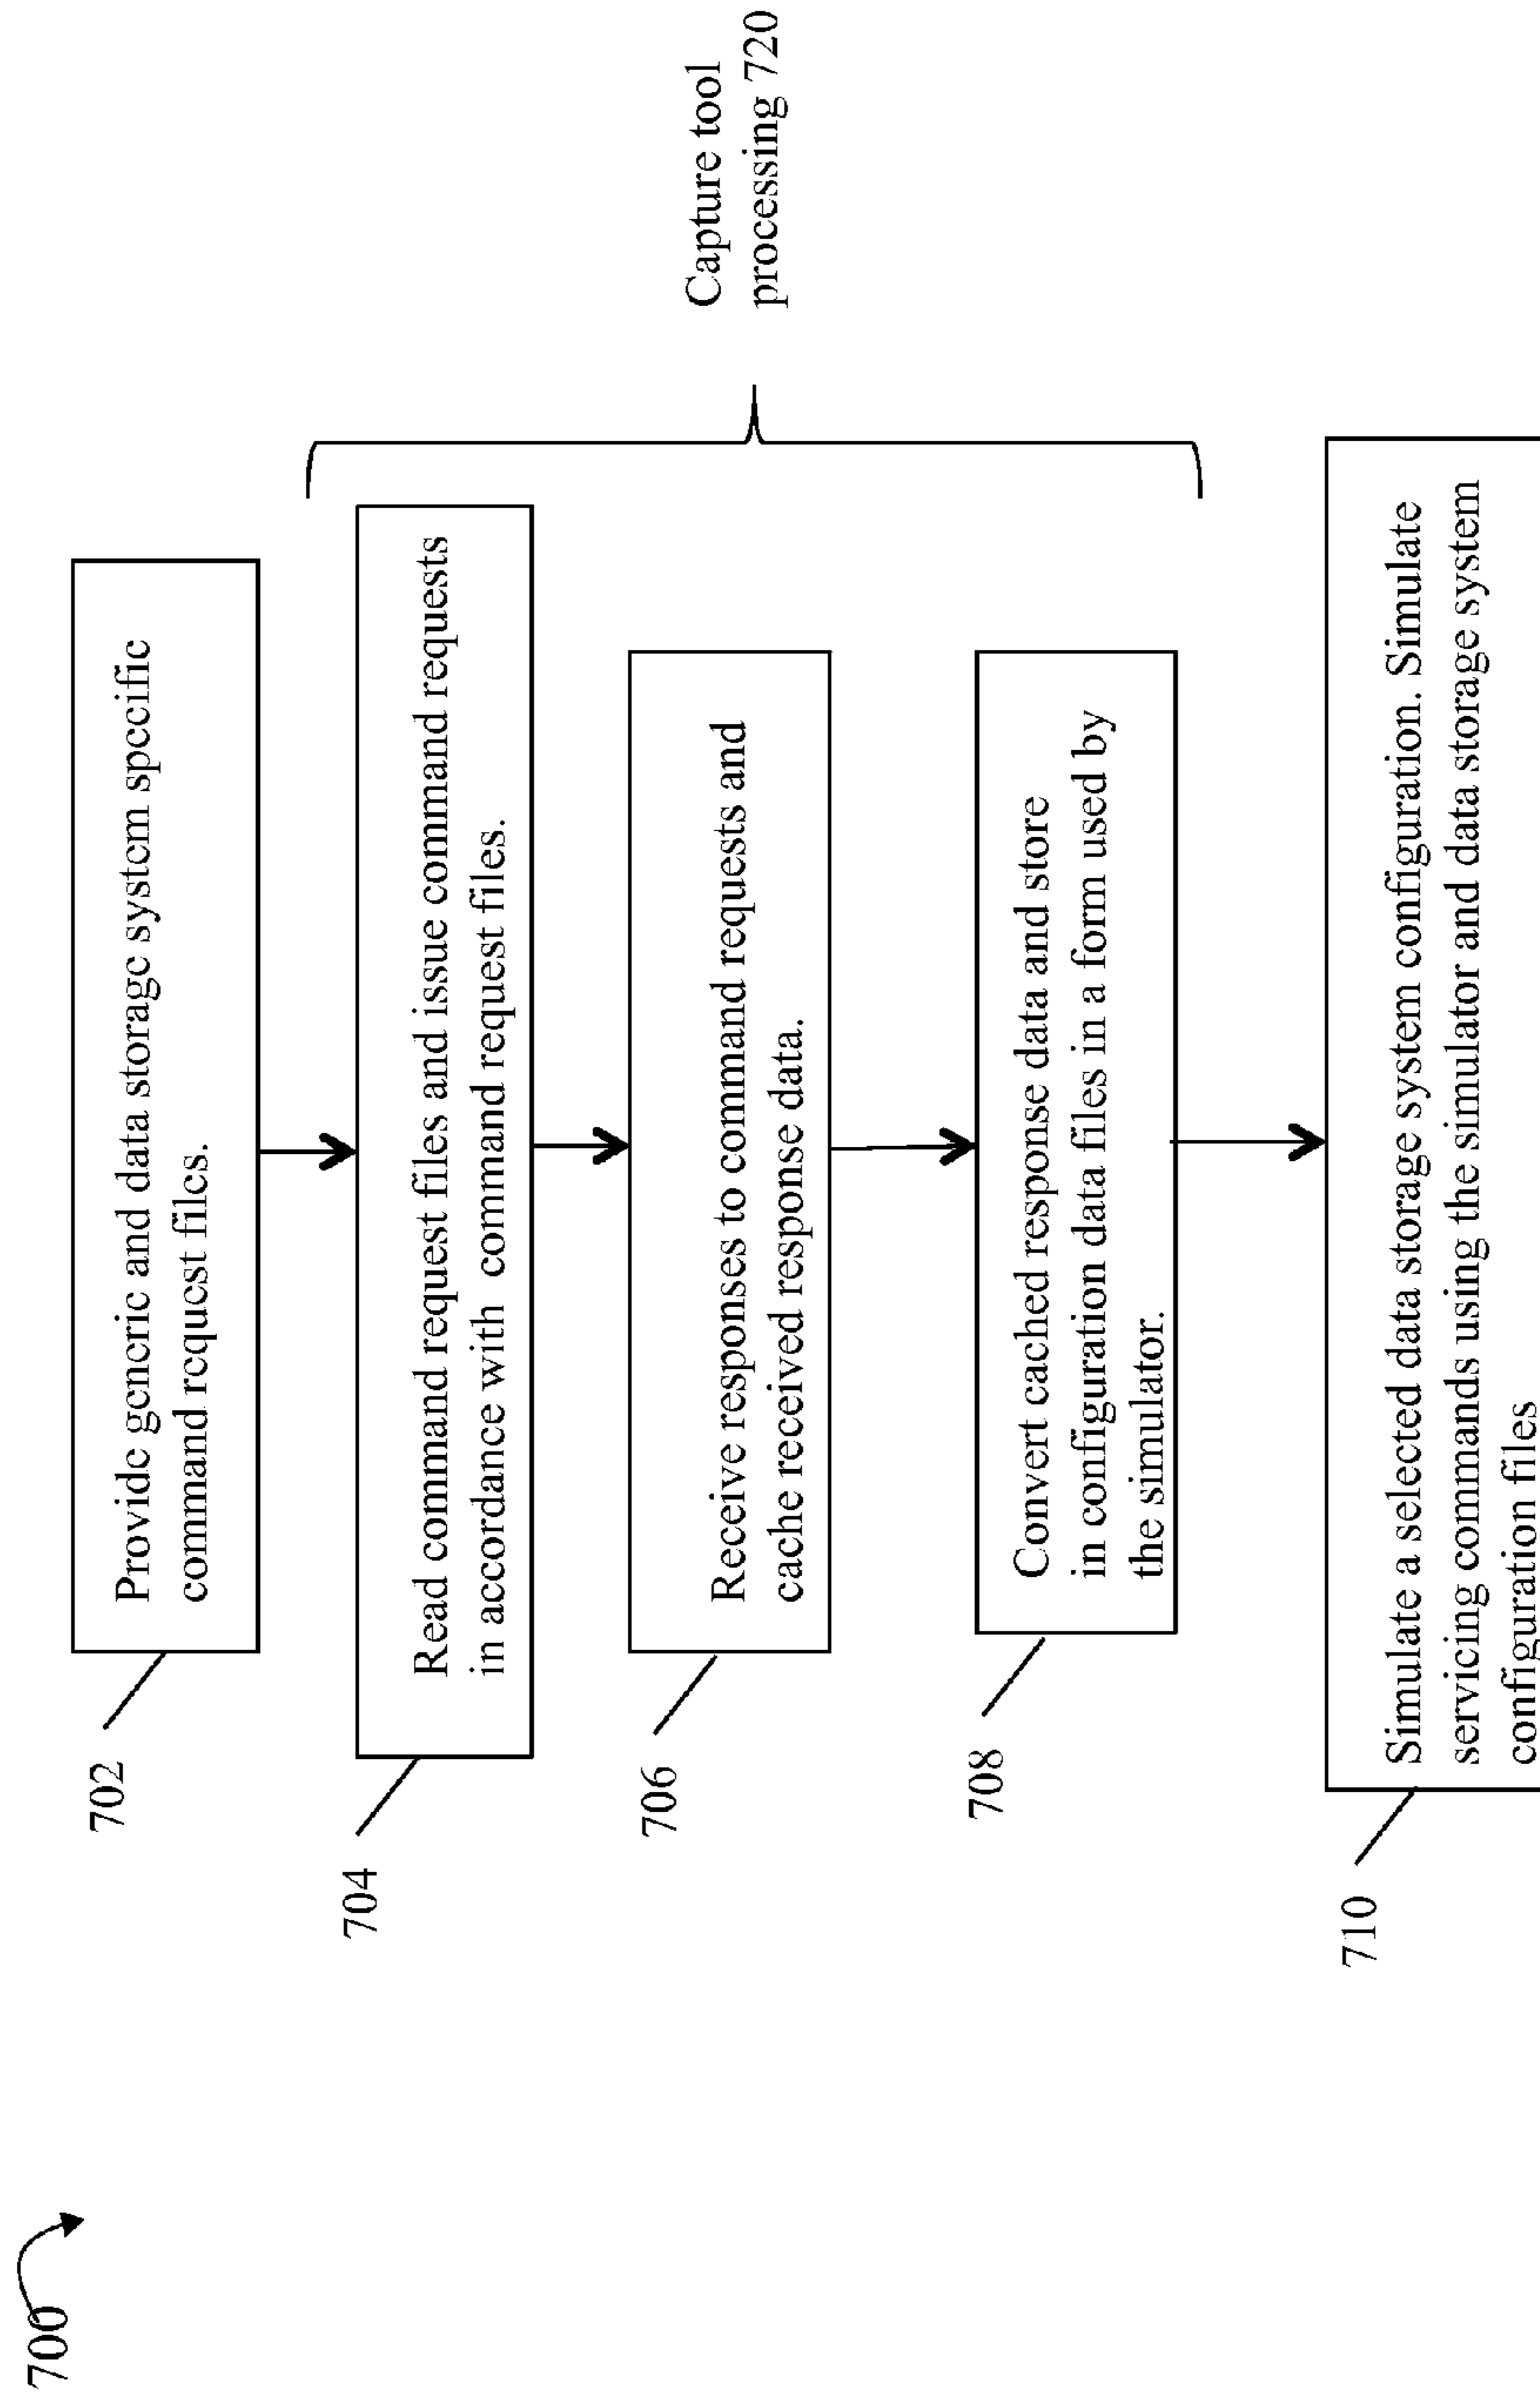 700
702
Provide generic and data storage system specific
command request files.
704
Read command request files and issue command requests
in accordance with command request files.
706
Receive responses to command requests and
cache received response data.
708
Convert cached response data and store
in configuration data files in a form used by
the simulator.
Capture tool
processing 720
710
Simulate a selected data storage system configuration. Simulate
servicing commands using the simulator and data storage system
configuration files